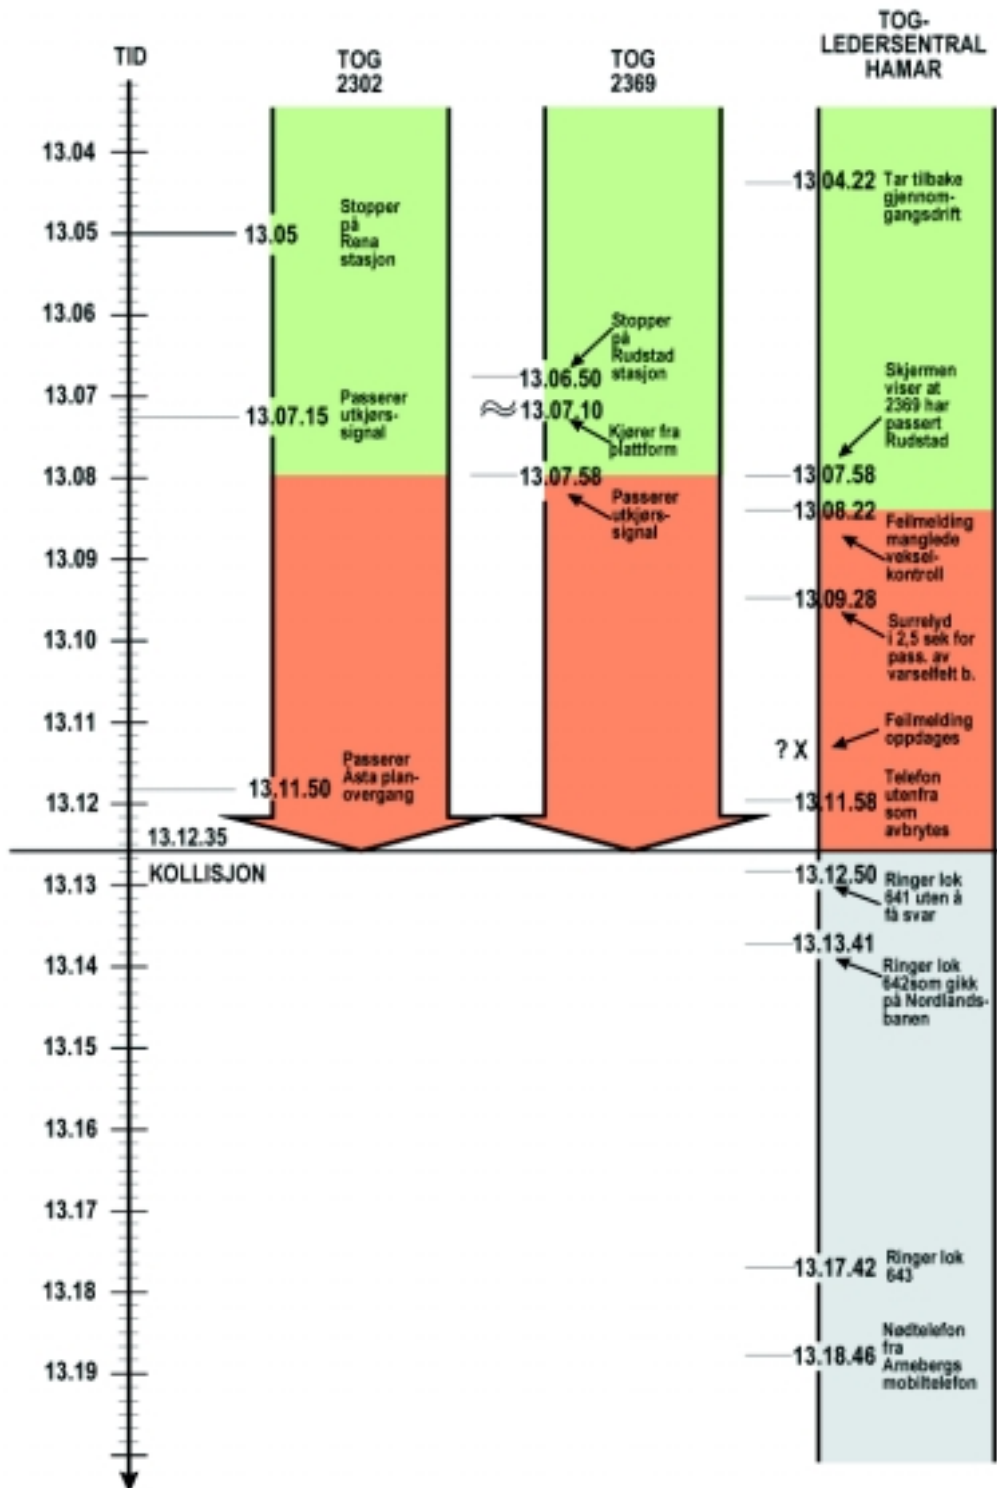 TID
TOG
2302
TOG
2369
TOG-
LEDERSENTRAL
HAMAR
13.04
13.05
13.06
13.07
13.08
13.09
13.10
13.11
13.12
13.13
13.14
13.15
13.16
13.17
13.18
13.19
13.05
Stopper
på
Rena
stasjon
13.07.15
Passerer
utkjørs-
signal
13.11.50
Passerer
Åsta plan-
overgang
13.12.35
KOLLISJON
Stopper
på
Rudstad
stasjon
13.06.50
13.07.10
Kjører fra
plattform
13.07.58
Passerer
utkjørs-
signal
13.04.22
Tar tilbake
gjennom-
gangsdrift
Skjermen
viser at
2369 har
passert
Rudstad
13.07.58
13.08.22
Feilmelding
manglede
veksel-
kontroll
13.09.28
Surrelyd
i 2,5 sek for
pass. av
varselfelt b.
? X
Feilmelding
oppdages
13.11.58
Telefon
utenfra
som
avbrytes
13.12.50
Ringer lok
641 uten å
få svar
13.13.41
Ringer lok
642som gikk
på Nordlands-
banen
13.17.42
Ringer lok
643
13.18.46
Nødtelefon
fra
Arnebergs
mobiltelefon